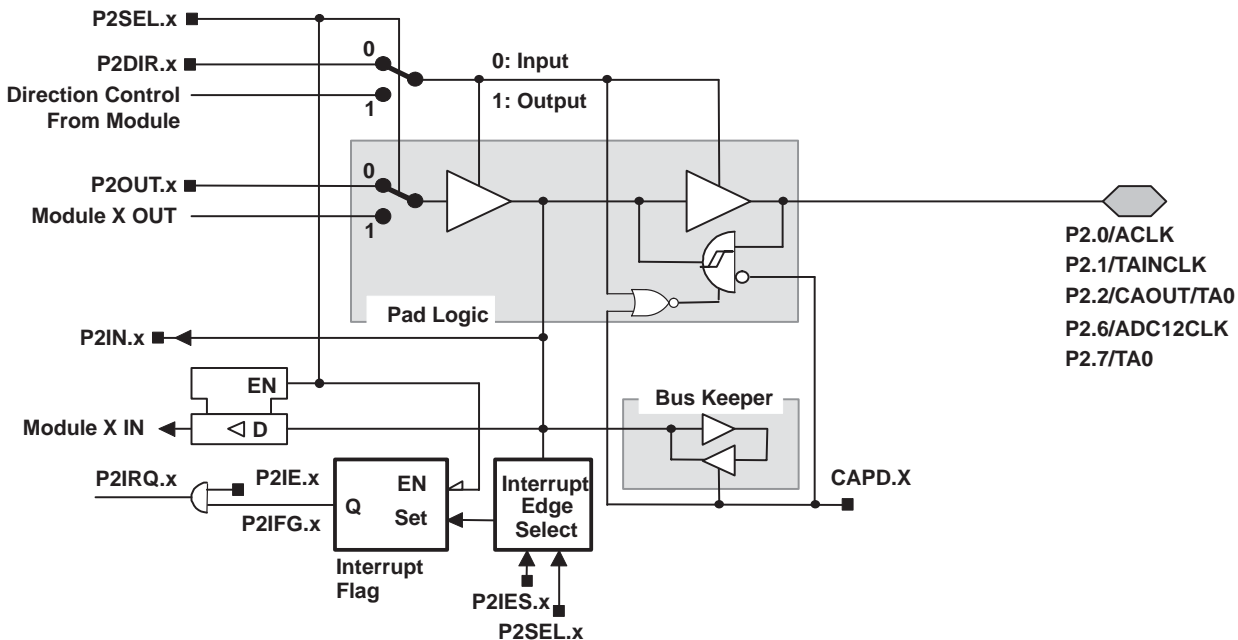 P2SEL.x
P2DIR.x
0
0: Input
Direction Control
From Module
1
1: Output
P2OUT.x
0
Module X OUT
1
Pad Logic
P2.0/ACLK
P2.1/TAINCLK
P2.2/CAOUT/TA0
P2.6/ADC12CLK
P2.7/TA0
P2IN.x
EN
Bus Keeper
Module X IN
D
CAPD.X
P2IRQ.x
P2IE.x
P2IFG.x
Q
EN
Set
Interrupt
Edge
Select
Interrupt
Flag
P2IES.x
P2SEL.x